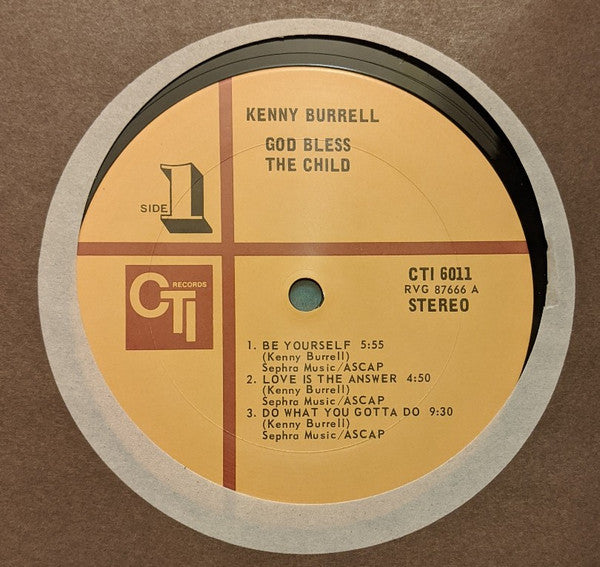 KENNY BURRELL
GOD BLESS
THE CHILD
SIDE 1
CTI RECORDS
CTI 6011
RVG 87666 A
STEREO
1. BE YOURSELF 5:55
(Kenny Burrell)
Sephra Music/ASCAP
2. LOVE IS THE ANSWER 4:50
(Kenny Burrell)
Sephra Music/ASCAP
3. DO WHAT YOU GOTTA DO 9:30
(Kenny Burrell)
Sephra Music/ASCAP